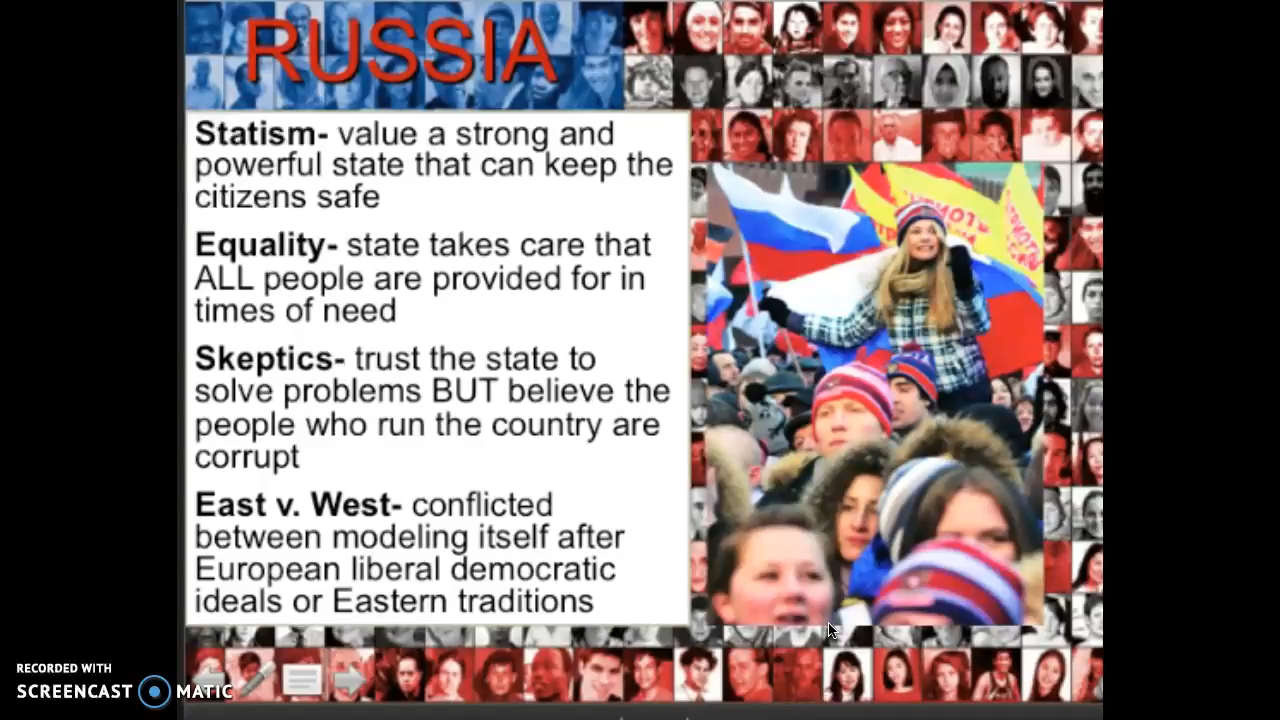 RUSSIA
Statism- value a strong and
powerful state that can keep the
citizens safe
Equality- state takes care that
ALL people are provided for in
times of need
Skeptics- trust the state to
solve problems BUT believe the
people who run the country are
corrupt
East v. West- conflicted
between modeling itself after
European liberal democratic
ideals or Eastern traditions
RECORDED WITH
SCREENCAST MATIC